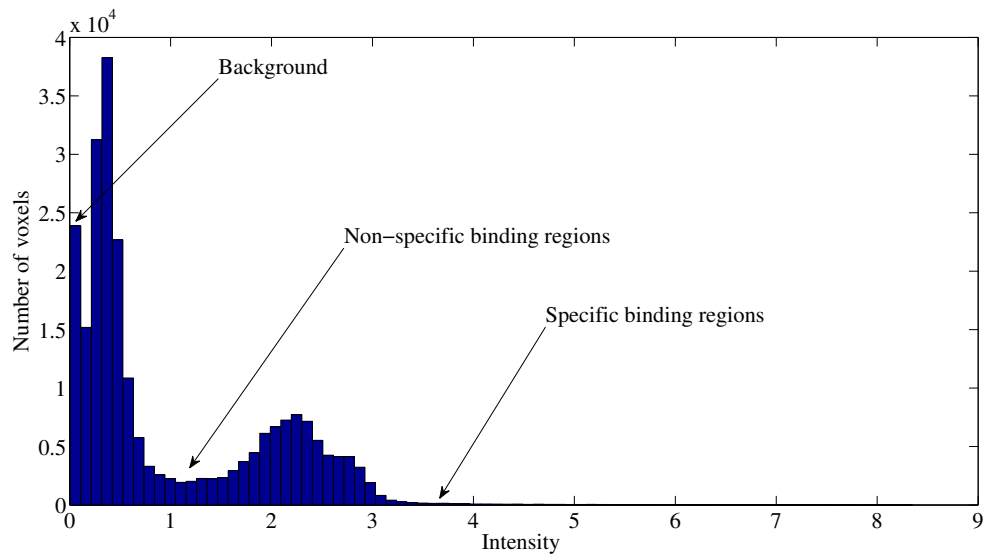 x 10^4
4
3.5
3
2.5
2
1.5
1
0.5
0
Number of voxels
Background
Non−specific binding regions
Specific binding regions
0 1 2 3 4 5 6 7 8 9
Intensity